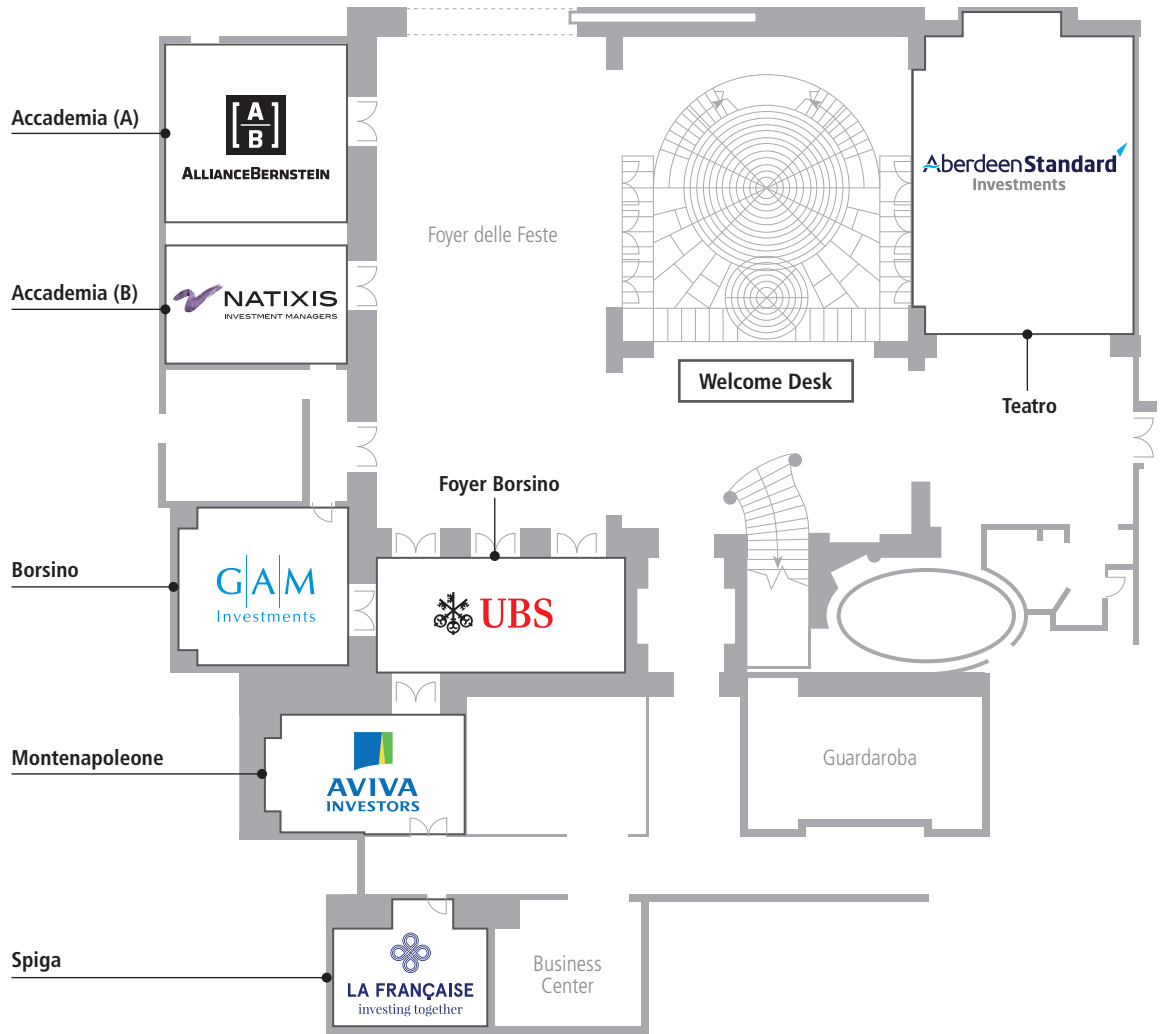 Accademia (A)
[A
B]
ALLIANCEBERNSTEIN
AberdeenStandard
Investments
Foyer delle Feste
Accademia (B)
NATIXIS
INVESTMENT MANAGERS
Welcome Desk
Teatro
Foyer Borsino
Borsino
G|A|M
Investments
UBS
Montenapoleone
AVIVA
INVESTORS
Guardaroba
Spiga
LA FRANÇAISE
investing together
Business
Center